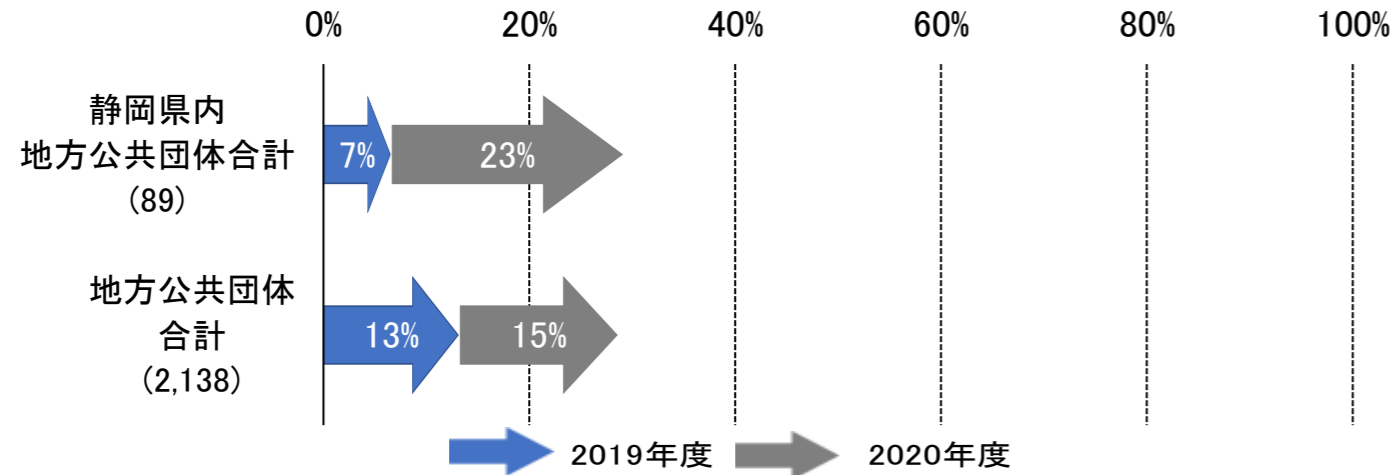 0% 20% 40% 60% 80% 100%
静岡県内
地方公共団体合計
(89)
7% 23%
地方公共団体
合計
(2,138)
13% 15%
2019年度 2020年度